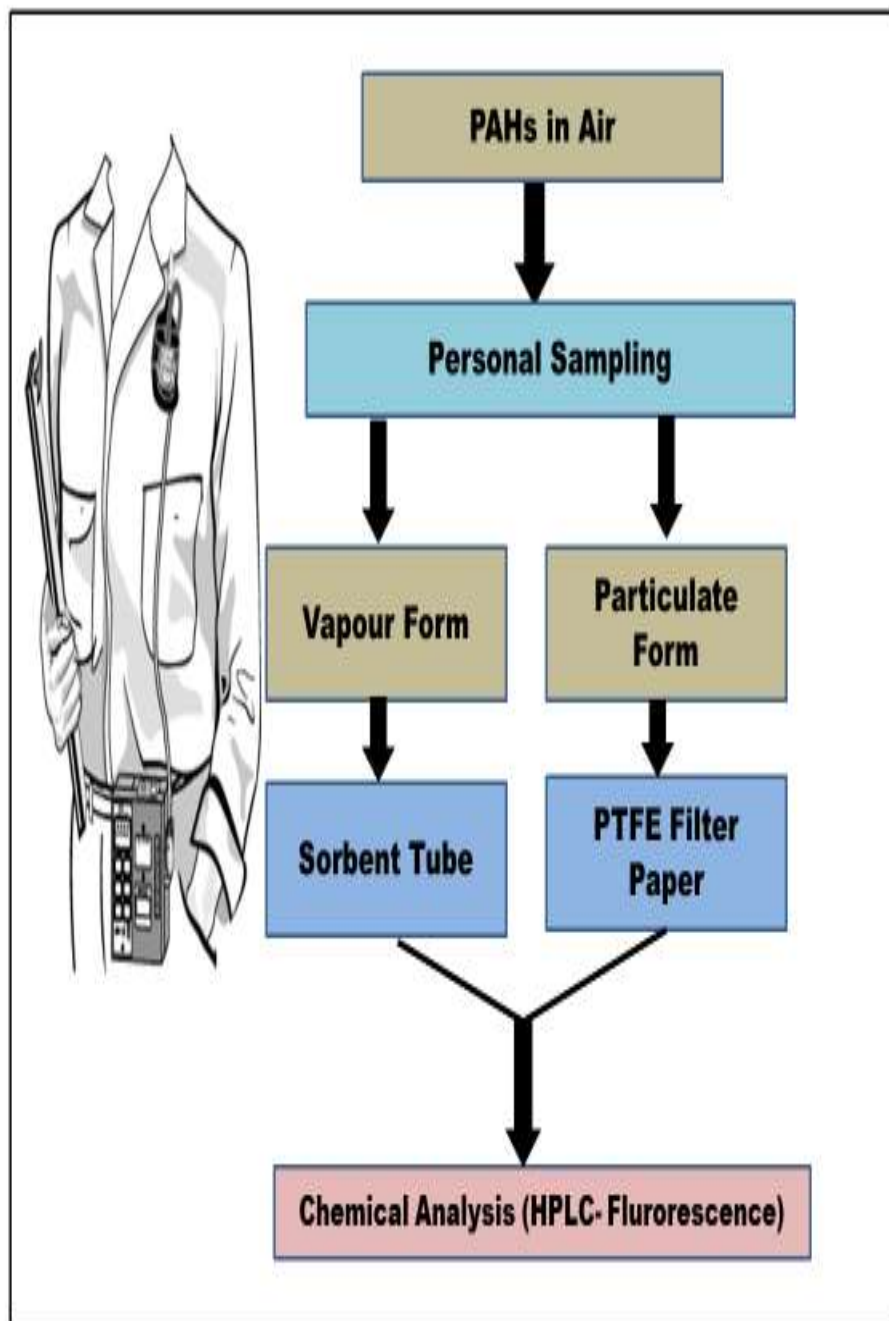 PAHs in Air
Personal Sampling
Vapour Form
Particulate
Form
Sorbent Tube
PTFE Filter
Paper
Chemical Analysis (HPLC- Flurorescence)